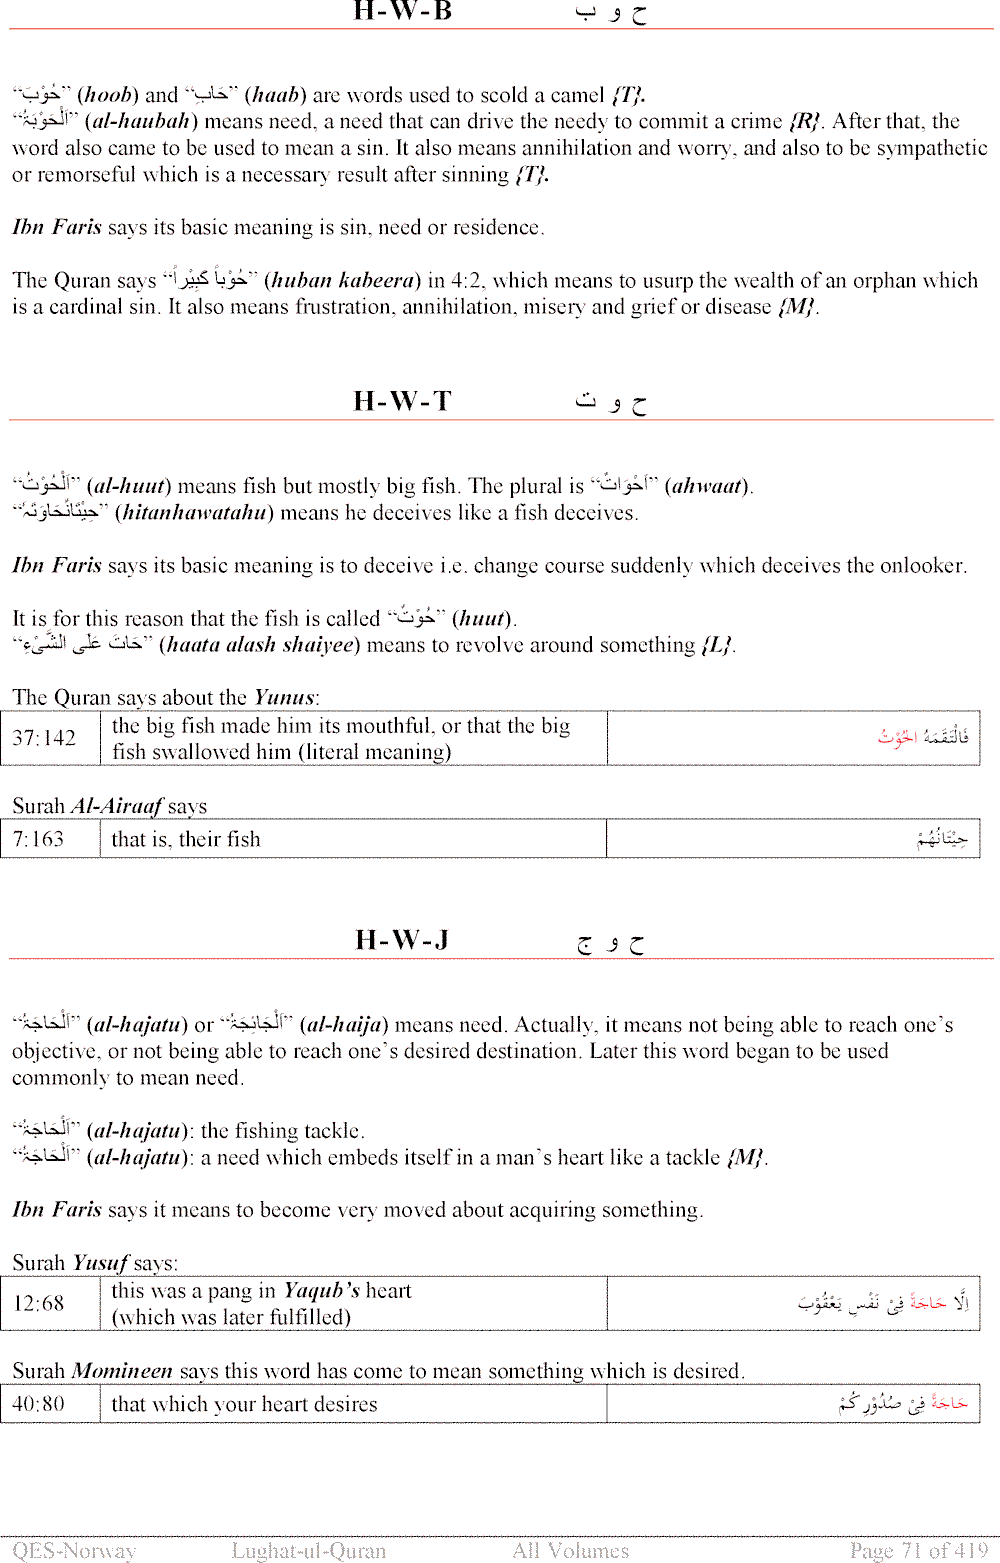 H-W-B ح و ب
“حُوْبَ” (hoob) and “حَابِ” (haab) are words used to scold a camel {T}.
“اَلْحَوْبَۃُ” (al-haubah) means need, a need that can drive the needy to commit a crime {R}. After that, the
word also came to be used to mean a sin. It also means annihilation and worry, and also to be sympathetic
or remorseful which is a necessary result after sinning {T}.
Ibn Faris says its basic meaning is sin, need or residence.
The Quran says “حُوْباً كَبِيْراً” (huban kabeera) in 4:2, which means to usurp the wealth of an orphan which
is a cardinal sin. It also means frustration, annihilation, misery and grief or disease {M}.
H-W-T ح و ت
“اَلْحُوْتُ” (al-huut) means fish but mostly big fish. The plural is “اَحْوَاتٌ” (ahwaat).
“حِيْتَانٌحَاوَتَہٗ” (hitanhawatahu) means he deceives like a fish deceives.
Ibn Faris says its basic meaning is to deceive i.e. change course suddenly which deceives the onlooker.
It is for this reason that the fish is called “حُوْتٌ” (huut).
“حَاتَ عَلَى الشَّیْءِ” (haata alash shaiyee) means to revolve around something {L}.
The Quran says about the Yunus:
37:142 the big fish made him its mouthful, or that the big فَالْتَقَمَهُ الْحُوْتُ
fish swallowed him (literal meaning)
Surah Al-Airaaf says
7:163 that is, their fish حِيْتَانُهُمْ
H-W-J ح و ج
“اَلْحَاجَۃُ” (al-hajatu) or “اَلْحَائِجَۃُ” (al-haija) means need. Actually, it means not being able to reach one’s
objective, or not being able to reach one’s desired destination. Later this word began to be used
commonly to mean need.
“اَلْحَاجَۃُ” (al-hajatu): the fishing tackle.
“اَلْحَاجَۃُ” (al-hajatu): a need which embeds itself in a man’s heart like a tackle {M}.
Ibn Faris says it means to become very moved about acquiring something.
Surah Yusuf says:
12:68 this was a pang in Yaqub’s heart اِلَّا حَاجَةً فِىْ نَفْسِ يَعْقُوْبَ
(which was later fulfilled)
Surah Momineen says this word has come to mean something which is desired.
40:80 that which your heart desires حَاجَةً فِىْ صُدُوْرِكُمْ
QES-Norway Lughat-ul-Quran All Volumes Page 71 of 419